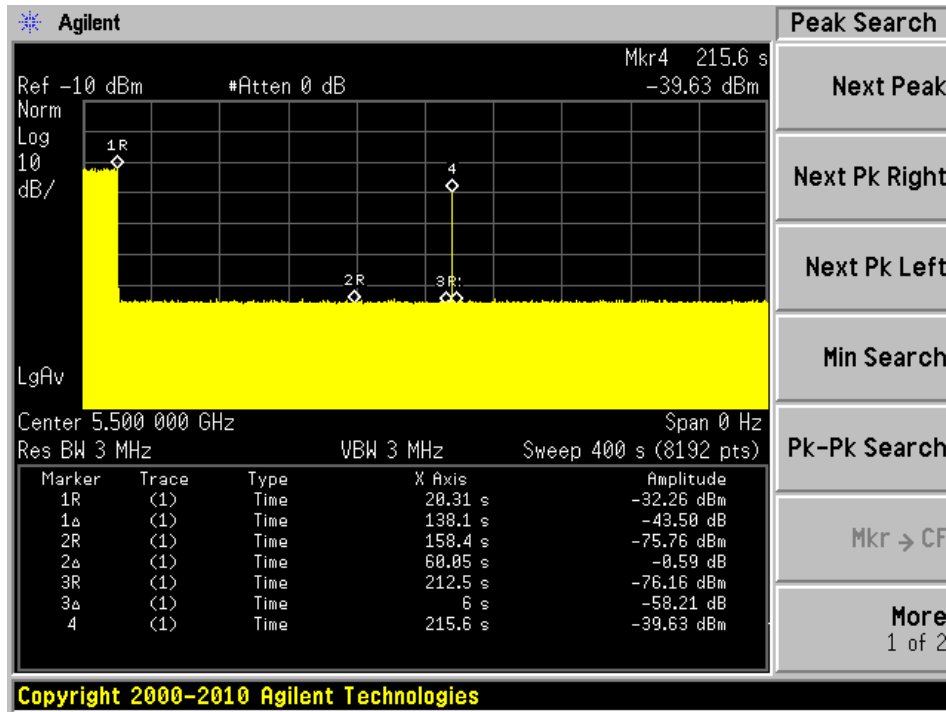 Agilent
Peak Search
Mkr4 215.6 s
Ref -10 dBm #Atten 0 dB -39.63 dBm
Norm
Log
10
dB/
1R
4
2R
3R
LgAv
Center 5.500 000 GHz Span 0 Hz
Res BW 3 MHz VBW 3 MHz Sweep 400 s (8192 pts)
Marker Trace Type X Axis Amplitude
1R (1) Time 20.31 s -32.26 dBm
1Δ (1) Time 138.1 s -43.50 dB
2R (1) Time 158.4 s -75.76 dBm
2Δ (1) Time 60.05 s -0.59 dB
3R (1) Time 212.5 s -76.16 dBm
3Δ (1) Time 6 s -58.21 dB
4 (1) Time 215.6 s -39.63 dBm
Next Peak
Next Pk Right
Next Pk Left
Min Search
Pk-Pk Search
Mkr → CF
More
1 of 2
Copyright 2000-2010 Agilent Technologies